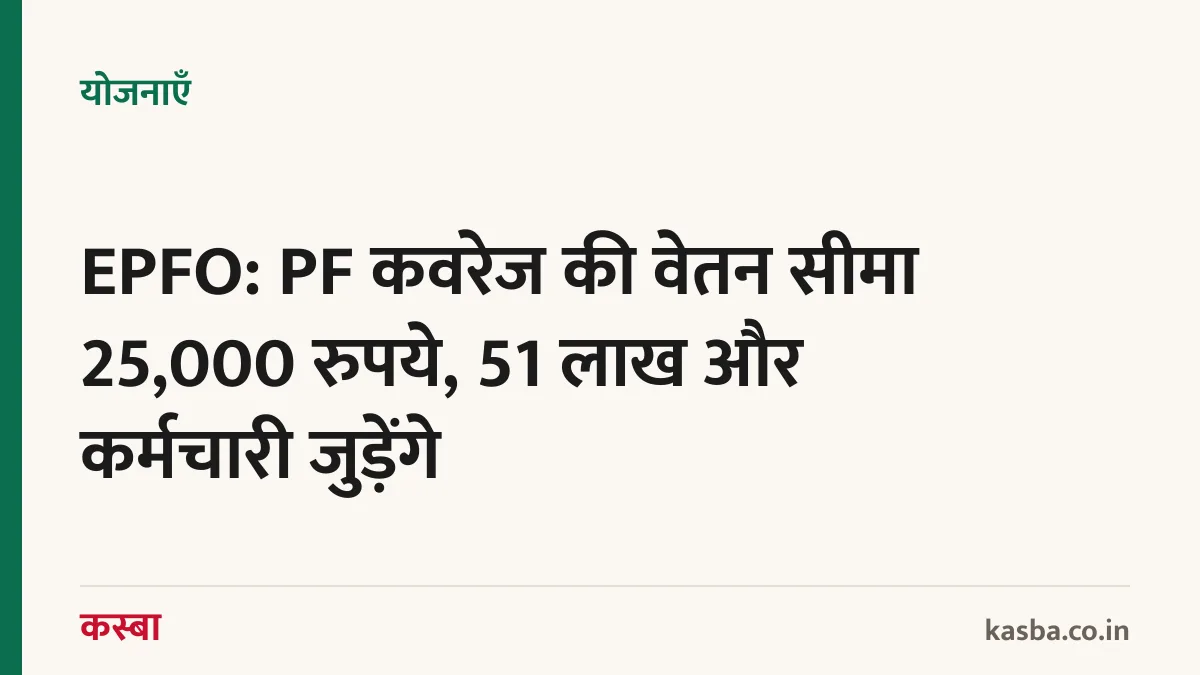 योजनाएँ
EPFO: PF कवरेज की वेतन सीमा
25,000 रुपये, 51 लाख और
कर्मचारी जुड़ेंगे
कस्बा
kasba.co.in